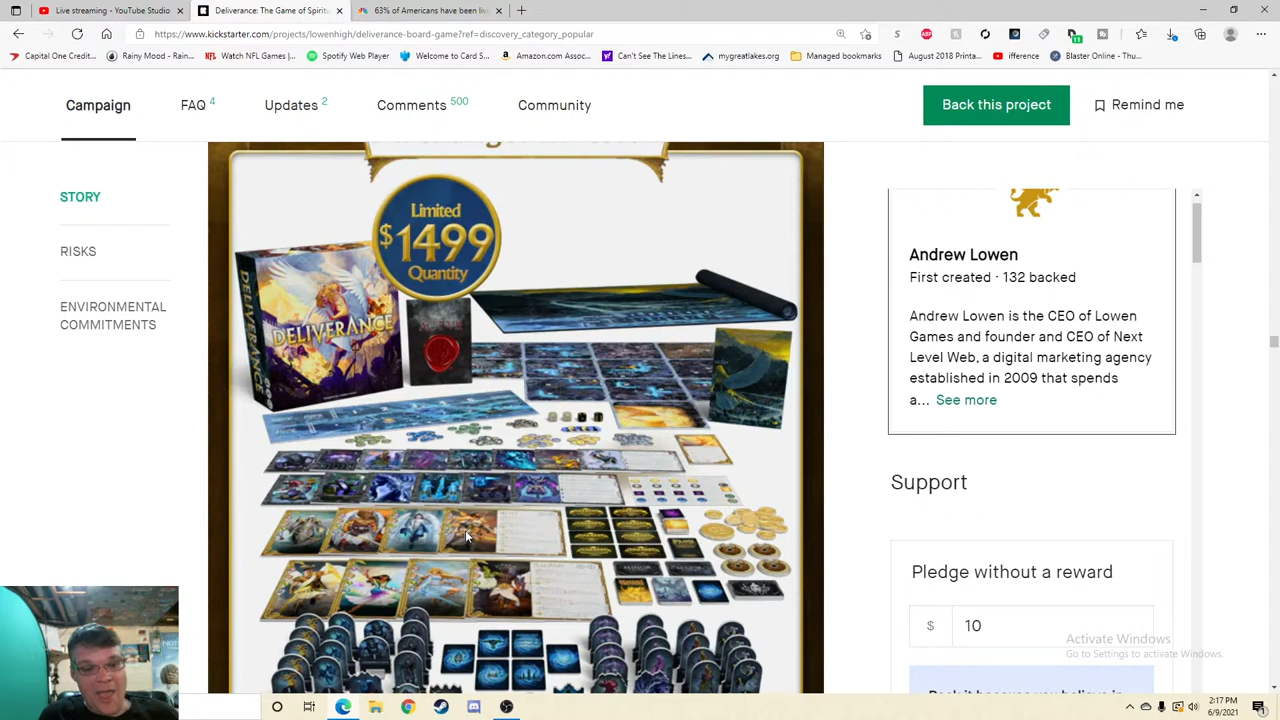 Live streaming - YouTube Studio
Deliverance: The Game of Spiritu
63% of Americans have been livi
https://www.kickstarter.com/projects/lowenhigh/deliverance-board-game?ref=discovery_category_popular
Capital One Credit...
Rainy Mood - Rainy...
Watch NFL Games |...
Spotify Web Player
Welcome to Card S...
Amazon.com Assoc...
Can't See The Lines...
mygreatlakes.org
Managed bookmarks
August 2018 Printa...
ifference
Blaster Online - Thu...
Campaign
FAQ 4
Updates 2
Comments 500
Community
Back this project
Remind me
STORY
RISKS
ENVIRONMENTAL
COMMITMENTS
Limited
$1499
Quantity
DELIVERANCE
DELIVERANCE
Andrew Lowen
First created · 132 backed
Andrew Lowen is the CEO of Lowen
Games and founder and CEO of Next
Level Web, a digital marketing agency
established in 2009 that spends
a... See more
Support
Pledge without a reward
$ 10
Activate Windows
Go to Settings to activate Windows.
2:17 PM
6/9/2021